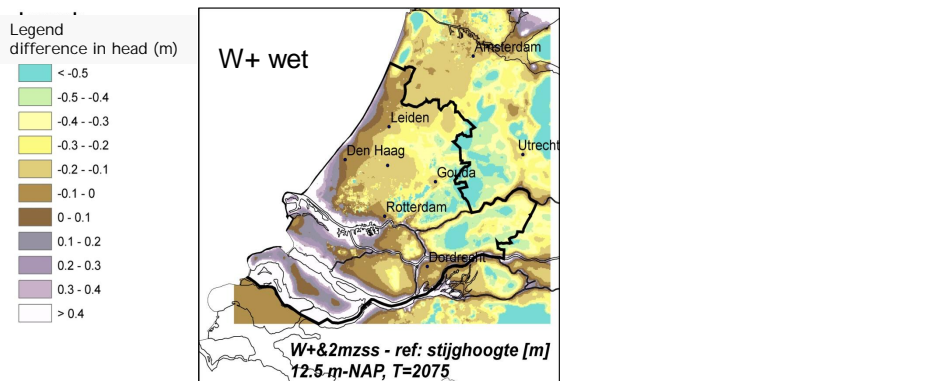 Legend
difference in head (m)
< -0.5
-0.5 - -0.4
-0.4 - -0.3
-0.3 - -0.2
-0.2 - -0.1
-0.1 - 0
0 - 0.1
0.1 - 0.2
0.2 - 0.3
0.3 - 0.4
> 0.4
W+ wet
Amsterdam
Leiden
Utrecht
Den Haag
Gouda
Rotterdam
Dordrecht
W+&2mzss - ref: stijghoogte [m]
12.5 m-NAP, T=2075